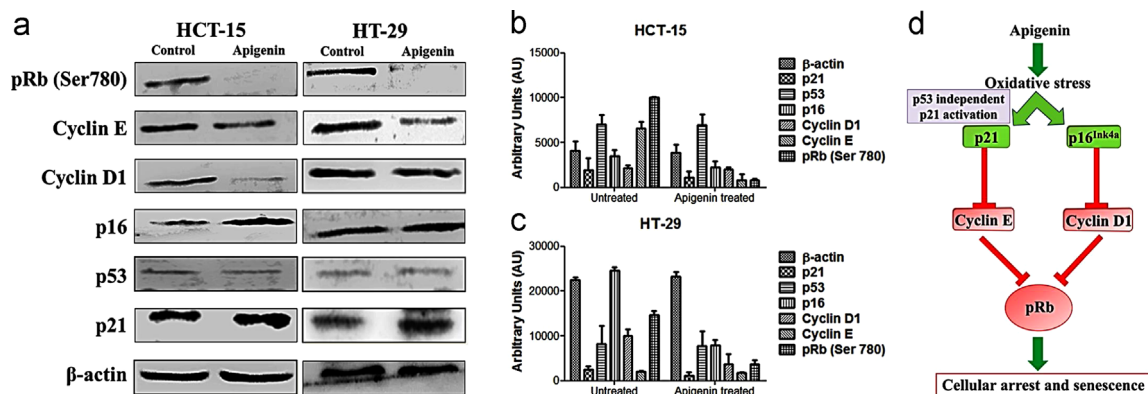 a
HCT-15
HT-29
Control Apigenin
Control Apigenin
pRb (Ser780)
Cyclin E
Cyclin D1
p16
p53
p21
β-actin
b
HCT-15
Arbitrary Units (AU)
15000
10000
5000
0
Untreated
Apigenin treated
β-actin
p21
p53
p16
Cyclin D1
Cyclin E
pRb (Ser 780)
c
HT-29
Arbitrary Units (AU)
30000
20000
10000
0
Untreated
Apigenin treated
β-actin
p21
p53
p16
Cyclin D1
Cyclin E
pRb (Ser 780)
d
Apigenin
Oxidative stress
p53 independent
p21 activation
p21
p16Ink4a
Cyclin E
Cyclin D1
pRb
Cellular arrest and senescence